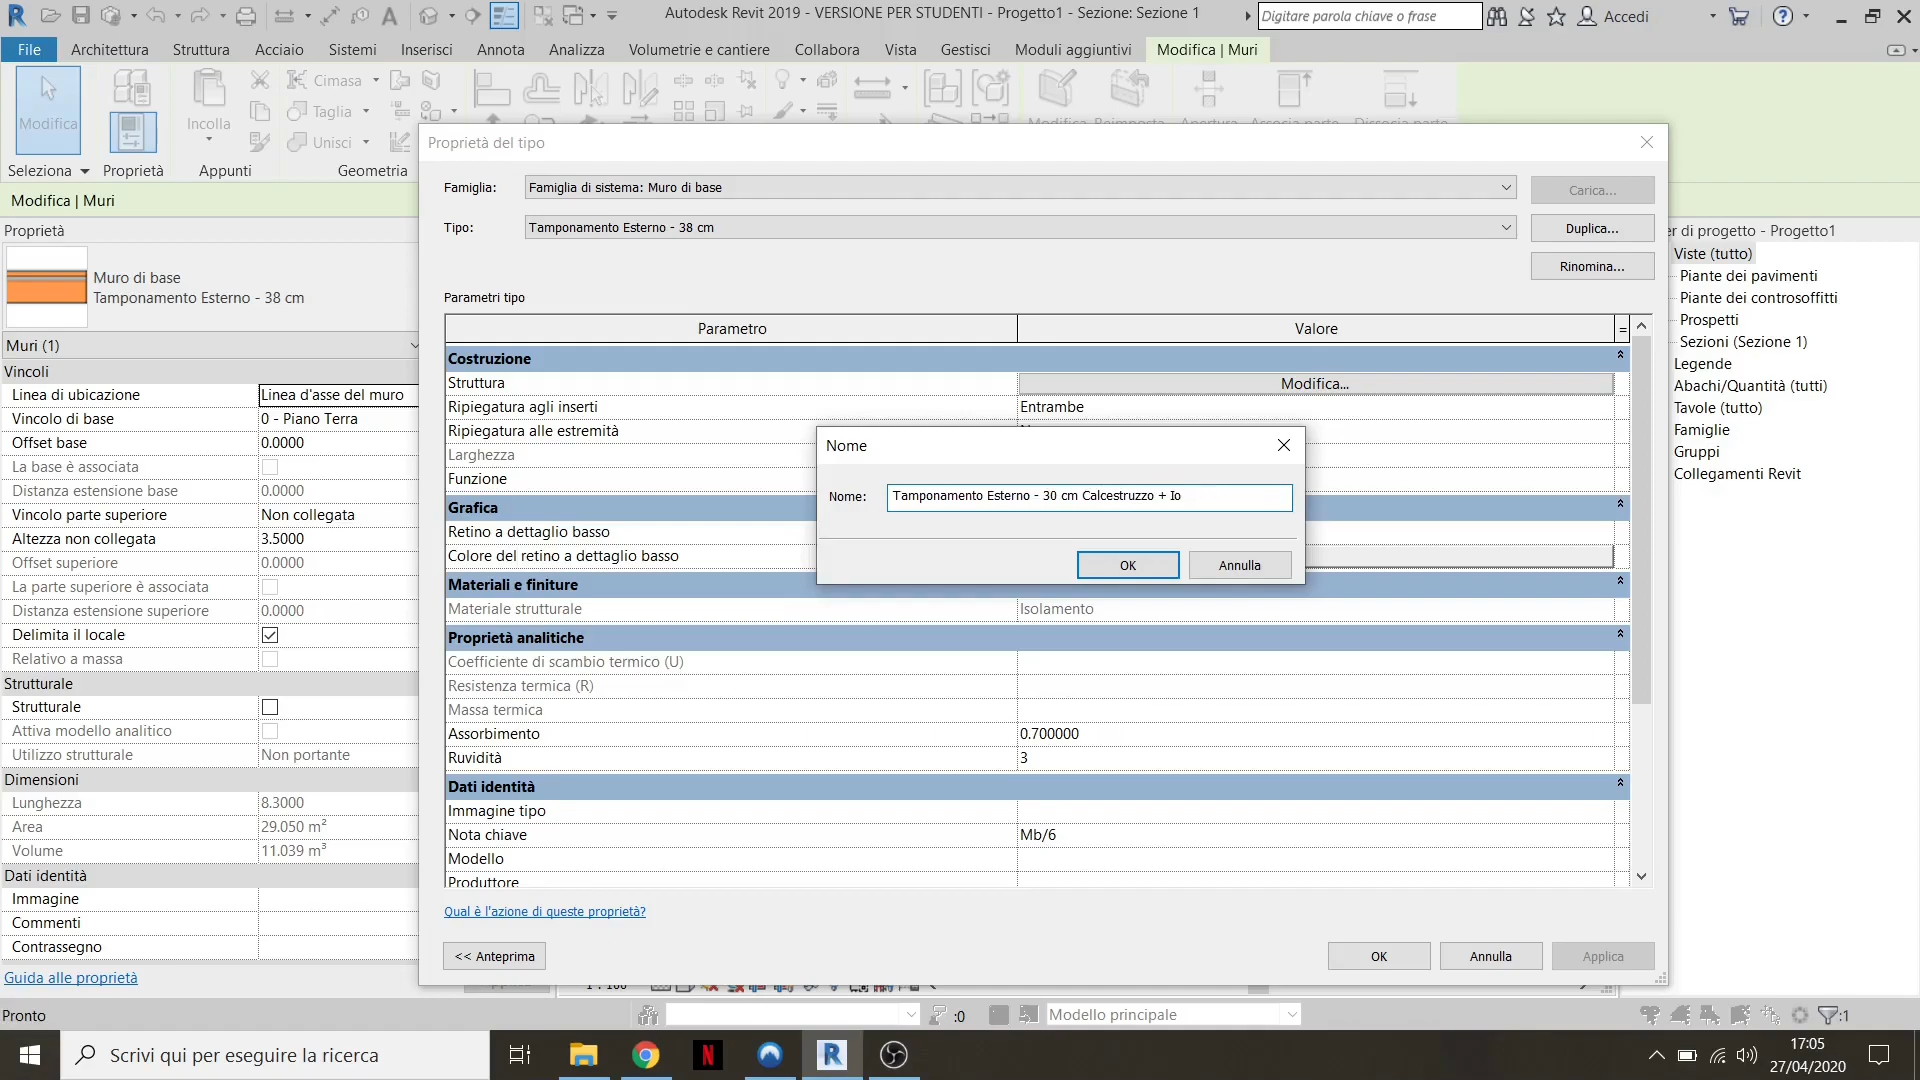 Autodesk Revit 2019 - VERSIONE PER STUDENTI - Progetto1 - Sezione: Sezione 1
Digitare parola chiave o frase
Accedi
File Architettura Struttura Acciaio Sistemi Inserisci Annota Analizza Volumetrie e cantiere Collabora Vista Gestisci Moduli aggiuntivi Modifica | Muri
Modifica
Incolla
Cimasa
Taglia
Unisci
Seleziona Proprietà Appunti Geometria
Modifica | Muri
Proprietà
Muro di base
Tamponamento Esterno - 38 cm
Muri (1)
Vincoli
Linea di ubicazione Linea d'asse del muro
Vincolo di base 0 - Piano Terra
Offset base 0.0000
La base è associata
Distanza estensione base 0.0000
Vincolo parte superiore Non collegata
Altezza non collegata 3.5000
Offset superiore 0.0000
La parte superiore è associata
Distanza estensione superiore 0.0000
Delimita il locale
Relativo a massa
Strutturale
Strutturale
Attiva modello analitico
Utilizzo strutturale Non portante
Dimensioni
Lunghezza 8.3000
Area 29.050 m²
Volume 11.039 m³
Dati identità
Immagine
Commenti
Contrassegno
Guida alle proprietà
Proprietà del tipo
Famiglia: Famiglia di sistema: Muro di base Carica...
Tipo: Tamponamento Esterno - 38 cm Duplica...
Rinomina...
Parametri tipo
Parametro Valore =
Costruzione
Struttura Modifica...
Ripiegatura agli inserti Entrambe
Ripiegatura alle estremità
Larghezza
Funzione
Grafica
Retino a dettaglio basso
Colore del retino a dettaglio basso
Materiali e finiture
Materiale strutturale Isolamento
Proprietà analitiche
Coefficiente di scambio termico (U)
Resistenza termica (R)
Massa termica
Assorbimento 0.700000
Ruvidità 3
Dati identità
Immagine tipo
Nota chiave Mb/6
Modello
Produttore
Qual è l'azione di queste proprietà?
<< Anteprima OK Annulla Applica
Nome
Nome: Tamponamento Esterno - 30 cm Calcestruzzo + Io
OK Annulla
er di progetto - Progetto1
Viste (tutto)
Piante dei pavimenti
Piante dei controsoffitti
Prospetti
Sezioni (Sezione 1)
Legende
Abachi/Quantità (tutti)
Tavole (tutto)
Famiglie
Gruppi
Collegamenti Revit
Pronto :0 Modello principale :1
Scrivi qui per eseguire la ricerca
17:05
27/04/2020